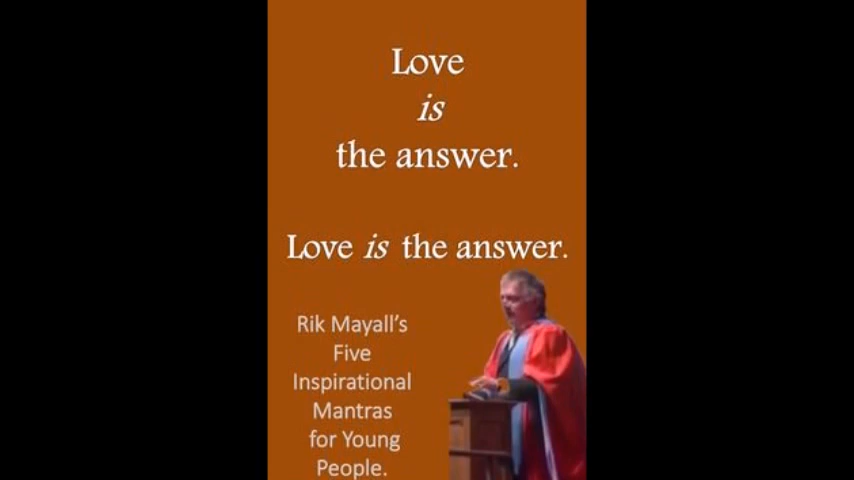 Love
is
the answer.
Love is the answer.
Rik Mayall's
Five
Inspirational
Mantras
for Young
People.